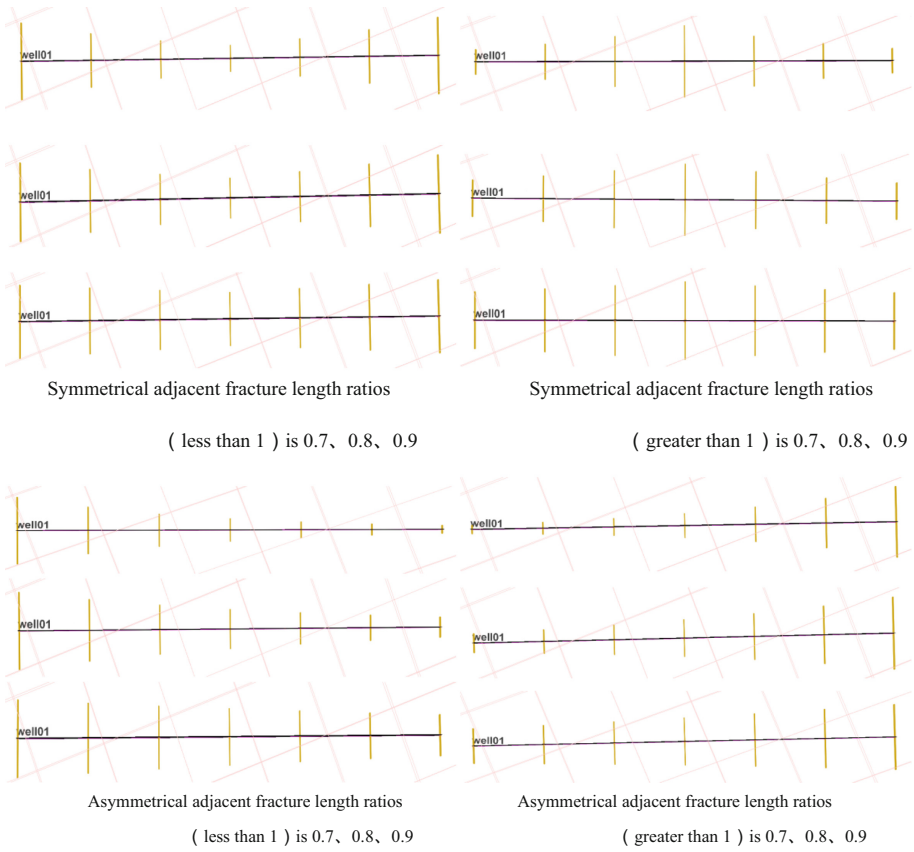 well01 well01
well01 well01
well01 well01
Symmetrical adjacent fracture length ratios
( less than 1 ) is 0.7、0.8、0.9
Symmetrical adjacent fracture length ratios
( greater than 1 ) is 0.7、0.8、0.9
well01 well01
well01 well01
well01 well01
Asymmetrical adjacent fracture length ratios
( less than 1 ) is 0.7、0.8、0.9
Asymmetrical adjacent fracture length ratios
( greater than 1 ) is 0.7、0.8、0.9